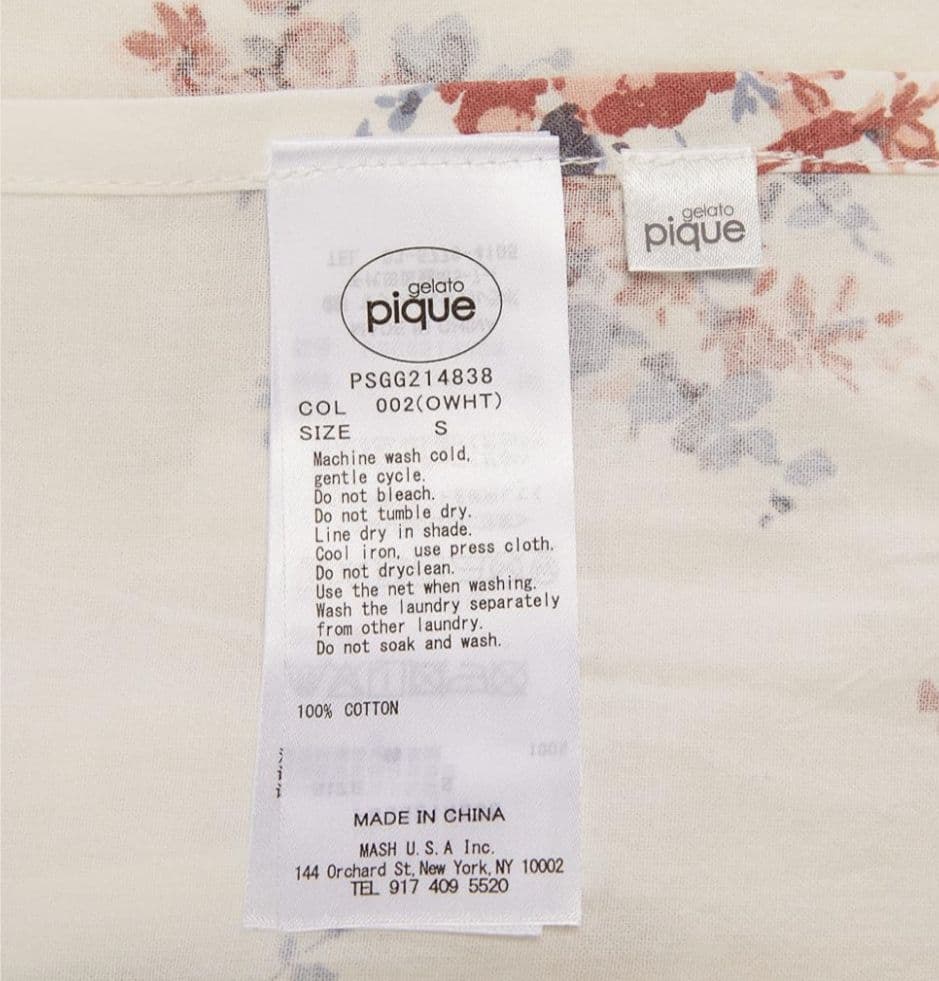 gelato
pique
gelato
pique
PSGG214838
COL 002(OWHT)
SIZE S
Machine wash cold,
gentle cycle.
Do not bleach.
Do not tumble dry.
Line dry in shade.
Cool iron, use press cloth.
Do not dryclean.
Use the net when washing.
Wash the laundry separately
from other laundry.
Do not soak and wash.
100% COTTON
MADE IN CHINA
MASH U.S.A Inc.
144 Orchard St, New York, NY 10002
TEL 917 409 5520